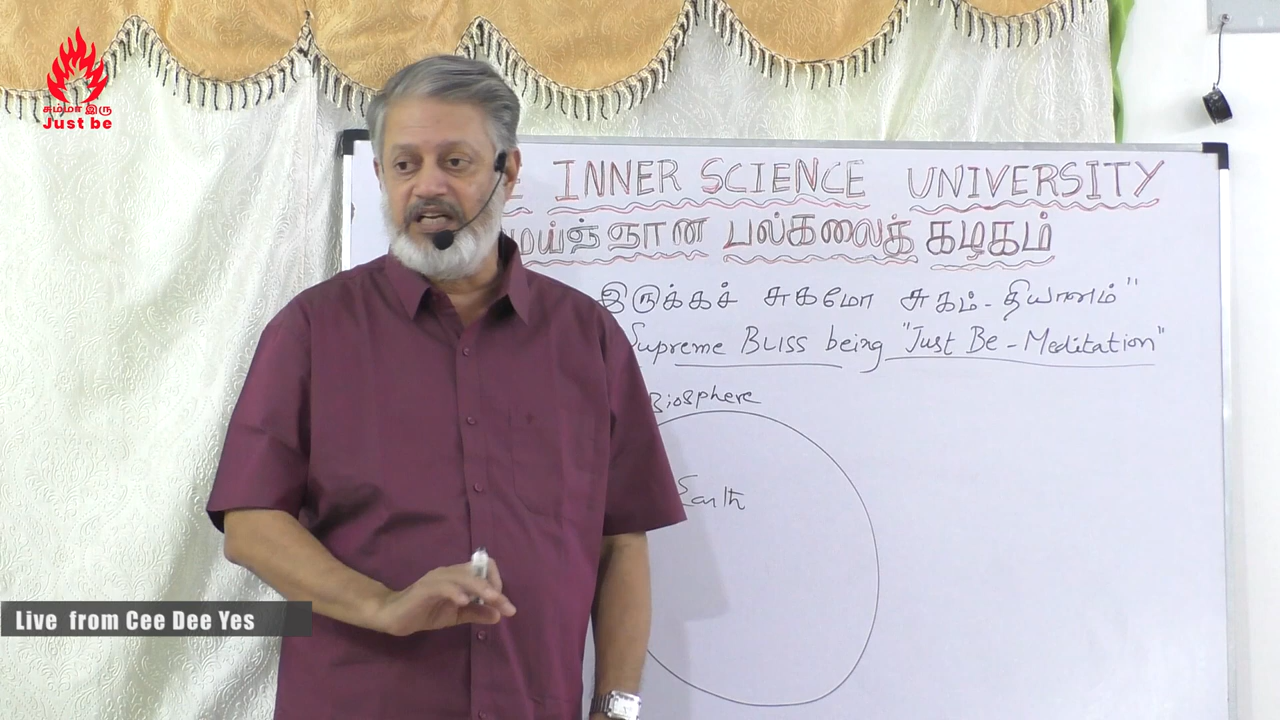 சும்மா இரு
Just be
INNER SCIENCE UNIVERSITY
மெய்ஞ்ஞான பல்கலைக் கழகம்
இருக்கச் சுகமோ சுகம் - தியானம்"
Supreme BLISS being "Just Be - Meditation"
Biosphere
Earth
Live from Cee Dee Yes